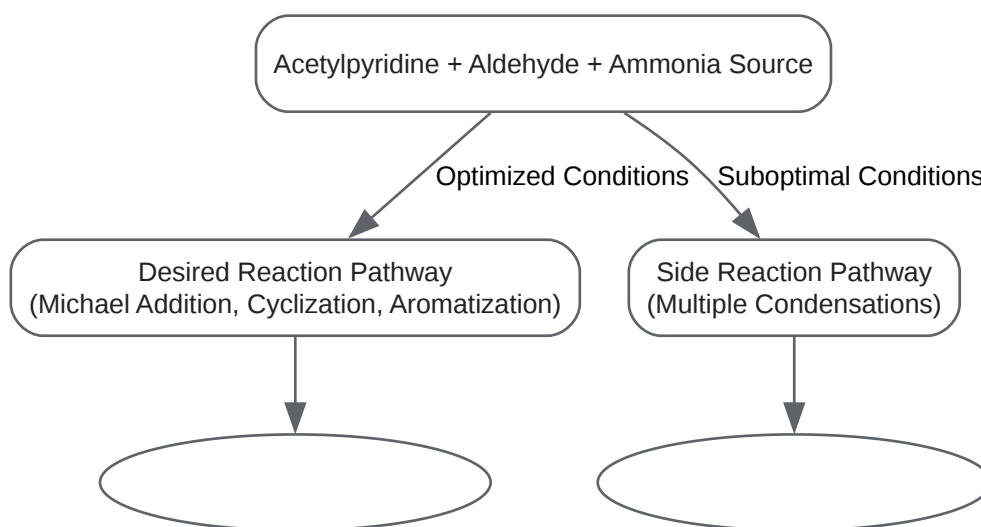 Acetylpyridine + Aldehyde + Ammonia Source
Optimized Conditions
Suboptimal Conditions
Desired Reaction Pathway
(Michael Addition, Cyclization, Aromatization)
Side Reaction Pathway
(Multiple Condensations)